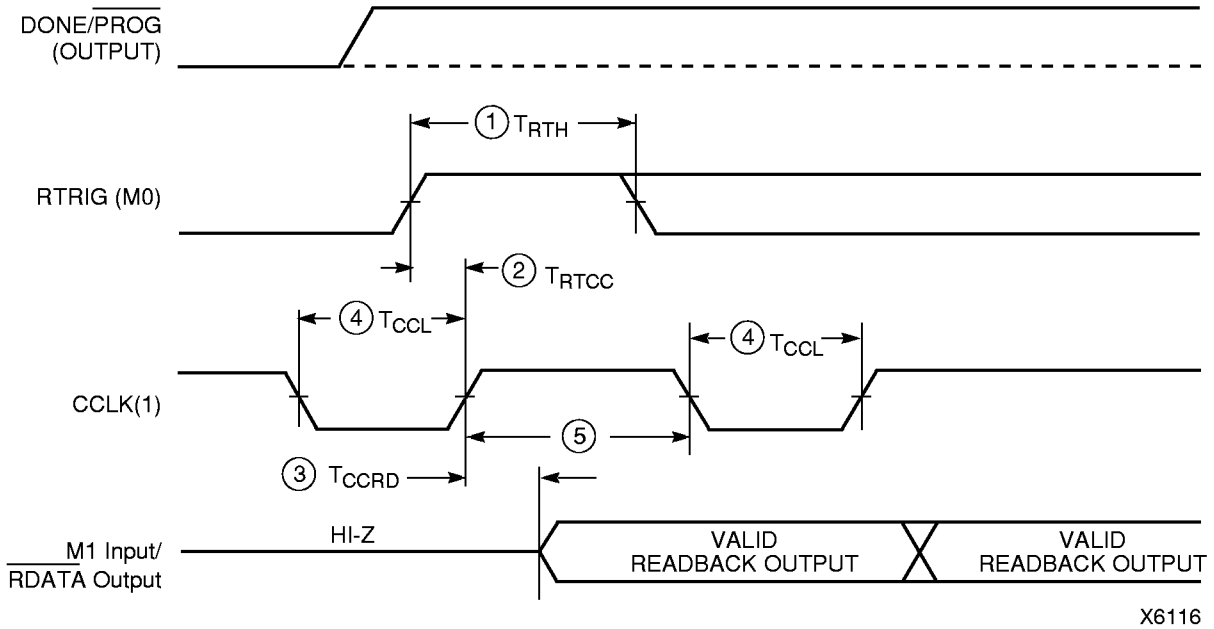 DONE/PROG
(OUTPUT)
① TRTH
RTRIG (M0)
② TRTCC
④ TCCL
④ TCCL
CCLK(1)
⑤
③ TCCRD
HI-Z
M1 Input/
RDATA Output
VALID
READBACK OUTPUT
VALID
READBACK OUTPUT
X6116